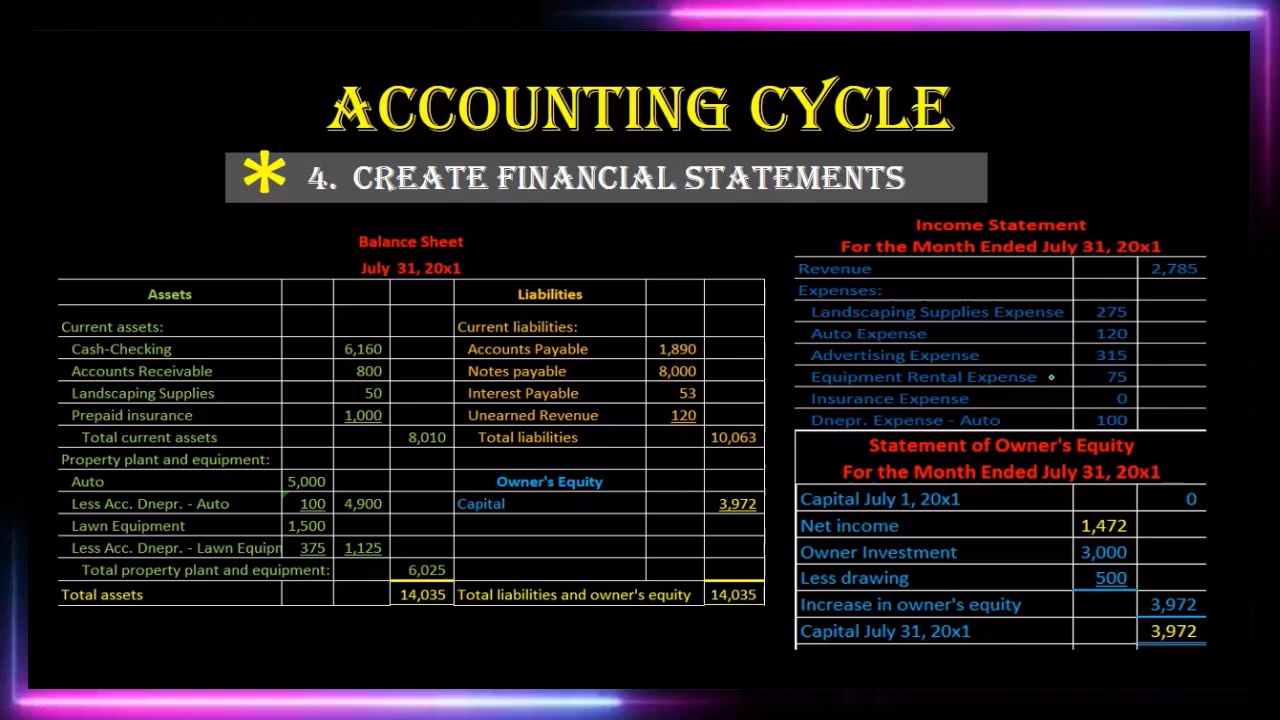 ACCOUNTING CYCLE
* 4. CREATE FINANCIAL STATEMENTS
Balance Sheet
July 31, 20x1
Assets Liabilities
Current assets: Current liabilities:
Cash-Checking 6,160 Accounts Payable 1,890
Accounts Receivable 800 Notes payable 8,000
Landscaping Supplies 50 Interest Payable 53
Prepaid insurance 1,000 Unearned Revenue 120
Total current assets 8,010 Total liabilities 10,063
Property plant and equipment:
Auto 5,000 Owner's Equity
Less Acc. Dnepr. - Auto 100 4,900 Capital 3,972
Lawn Equipment 1,500
Less Acc. Dnepr. - Lawn Equipn 375 1,125
Total property plant and equipment: 6,025
Total assets 14,035 Total liabilities and owner's equity 14,035
Income Statement
For the Month Ended July 31, 20x1
Revenue 2,785
Expenses:
Landscaping Supplies Expense 275
Auto Expense 120
Advertising Expense 315
Equipment Rental Expense 75
Insurance Expense 0
Dnepr. Expense - Auto 100
Statement of Owner's Equity
For the Month Ended July 31, 20x1
Capital July 1, 20x1 0
Net income 1,472
Owner Investment 3,000
Less drawing 500
Increase in owner's equity 3,972
Capital July 31, 20x1 3,972